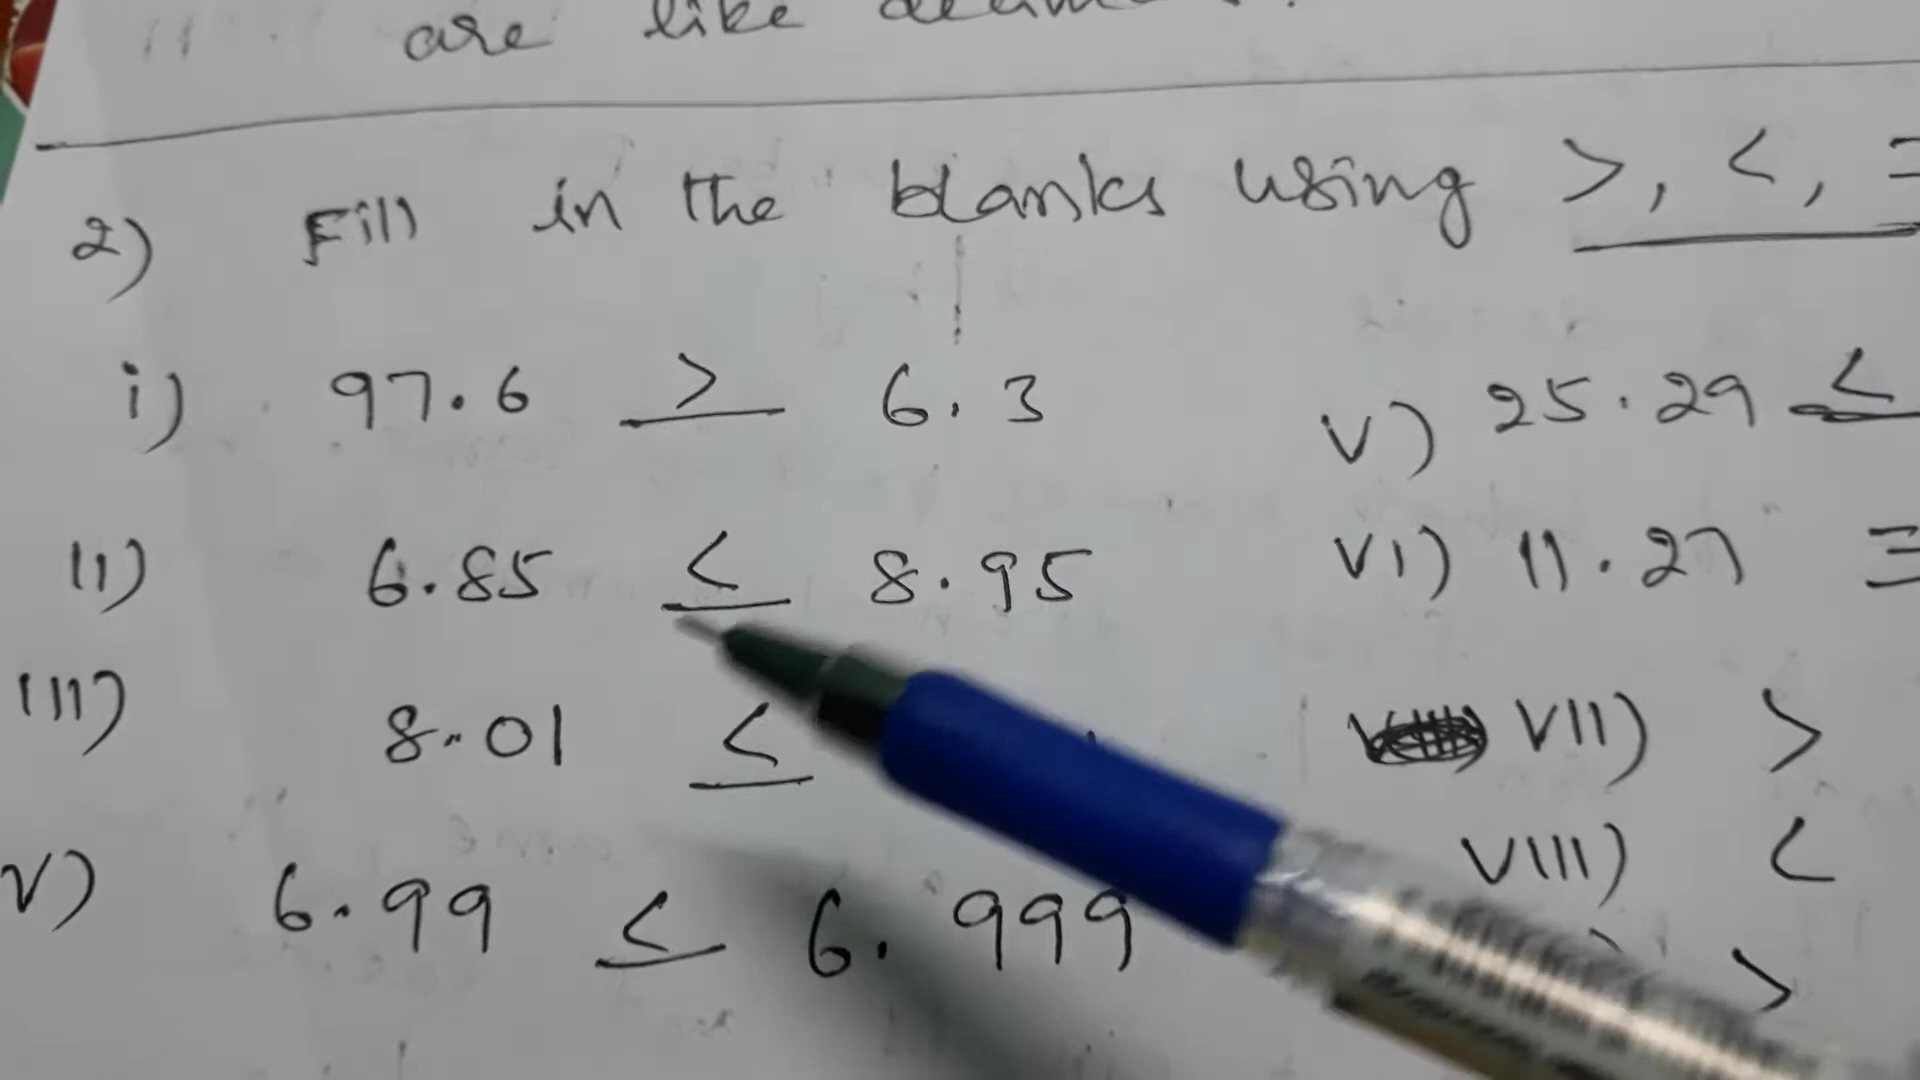 are like
2) Fill in the blanks using >, <, =
i) 97.6 > 6.3
ii) 6.85 < 8.95
iii) 8.01 <
v) 6.99 < 6.999
v) 25.29 <
vi) 11.27 =
vii) >
viii) <
>